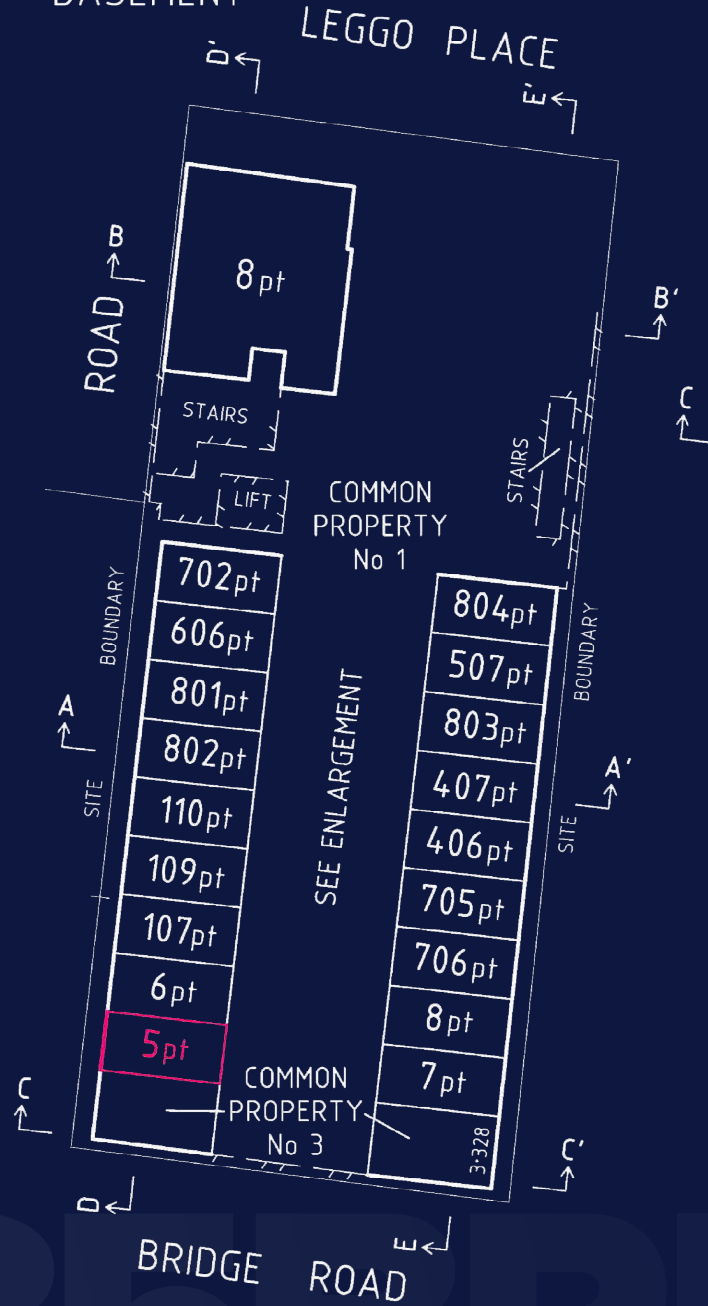 BASEMENT
LEGGO PLACE
D'
E'
B
8pt
ROAD
B'
C
STAIRS
STAIRS
LIFT
COMMON
PROPERTY
No 1
702pt
606pt
801pt
802pt
110pt
109pt
107pt
6pt
5pt
804pt
507pt
803pt
407pt
406pt
705pt
706pt
8pt
7pt
BOUNDARY
SITE
A
SEE ENLARGEMENT
BOUNDARY
SITE
A'
C
COMMON
PROPERTY
No 3
3·328
C'
D
E
BRIDGE ROAD